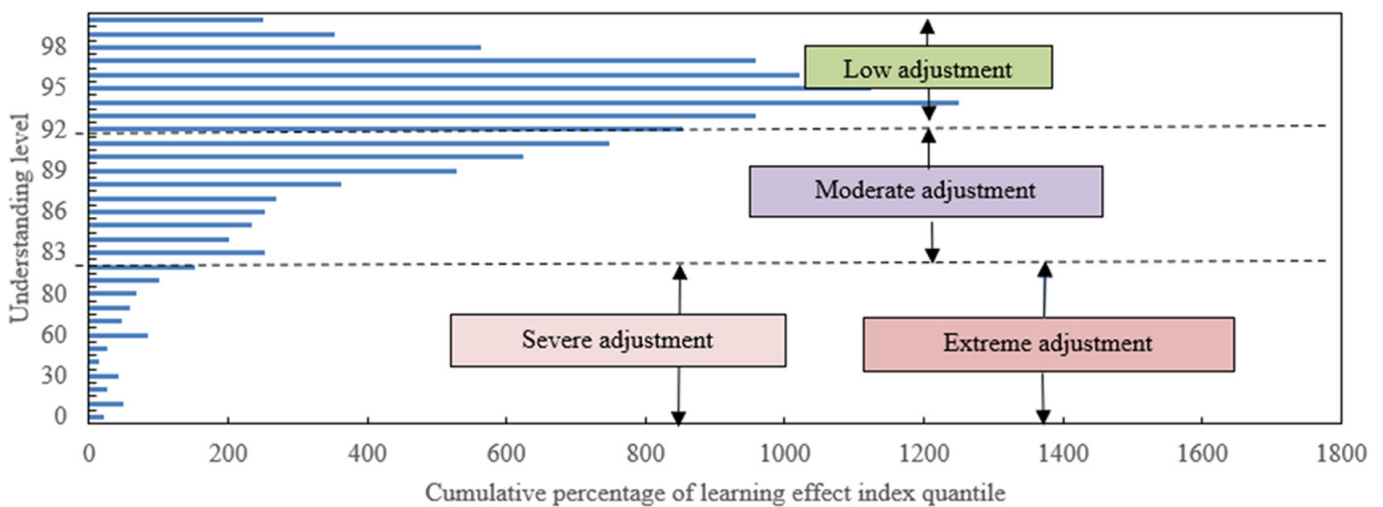 98
95
92
89
86
83
80
60
30
0
Understanding level
Low adjustment
Moderate adjustment
Severe adjustment
Extreme adjustment
0 200 400 600 800 1000 1200 1400 1600 1800
Cumulative percentage of learning effect index quantile